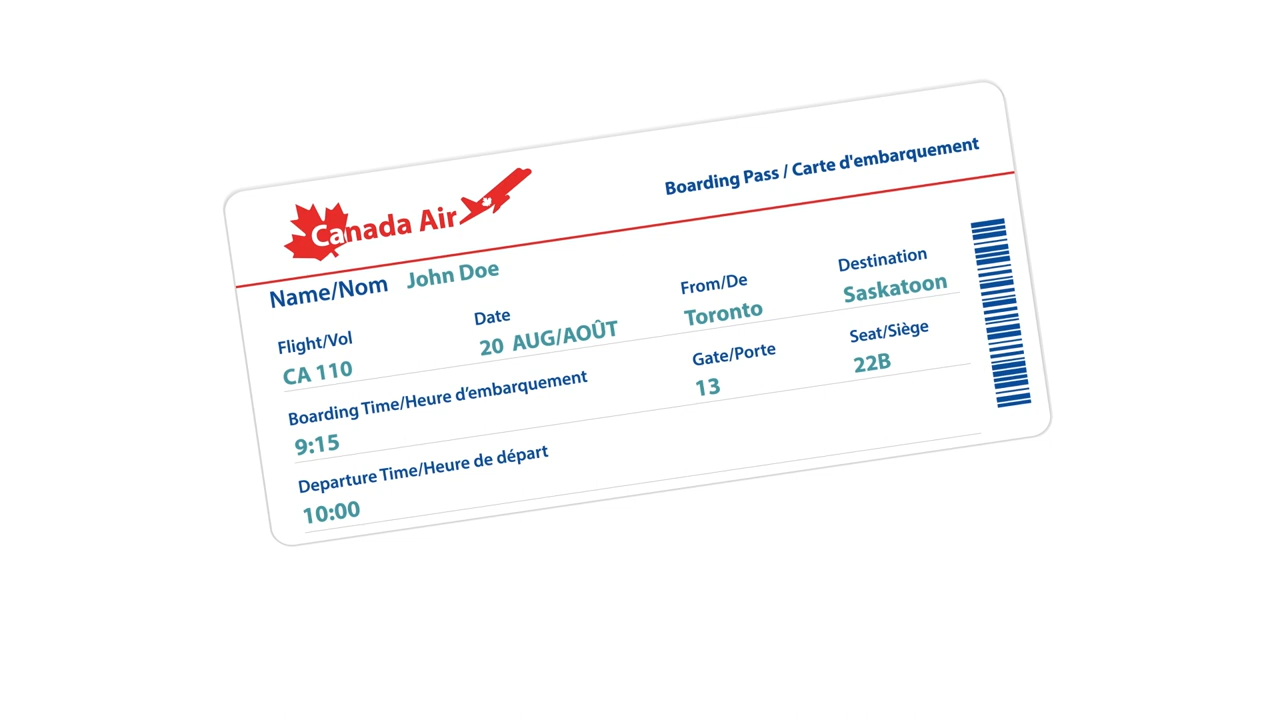 Canada Air
Boarding Pass / Carte d'embarquement
Name/Nom John Doe
Flight/Vol Date From/De Destination
CA 110 20 AUG/AOÛT Toronto Saskatoon
Boarding Time/Heure d’embarquement Gate/Porte Seat/Siège
9:15 13 22B
Departure Time/Heure de départ
10:00